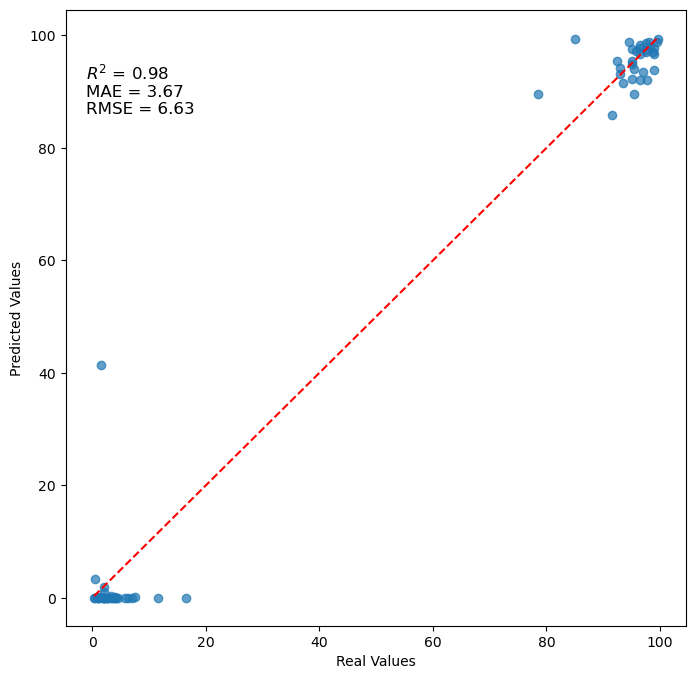 100
80
60
40
20
0
Predicted Values
R² = 0.98
MAE = 3.67
RMSE = 6.63
0 20 40 60 80 100
Real Values